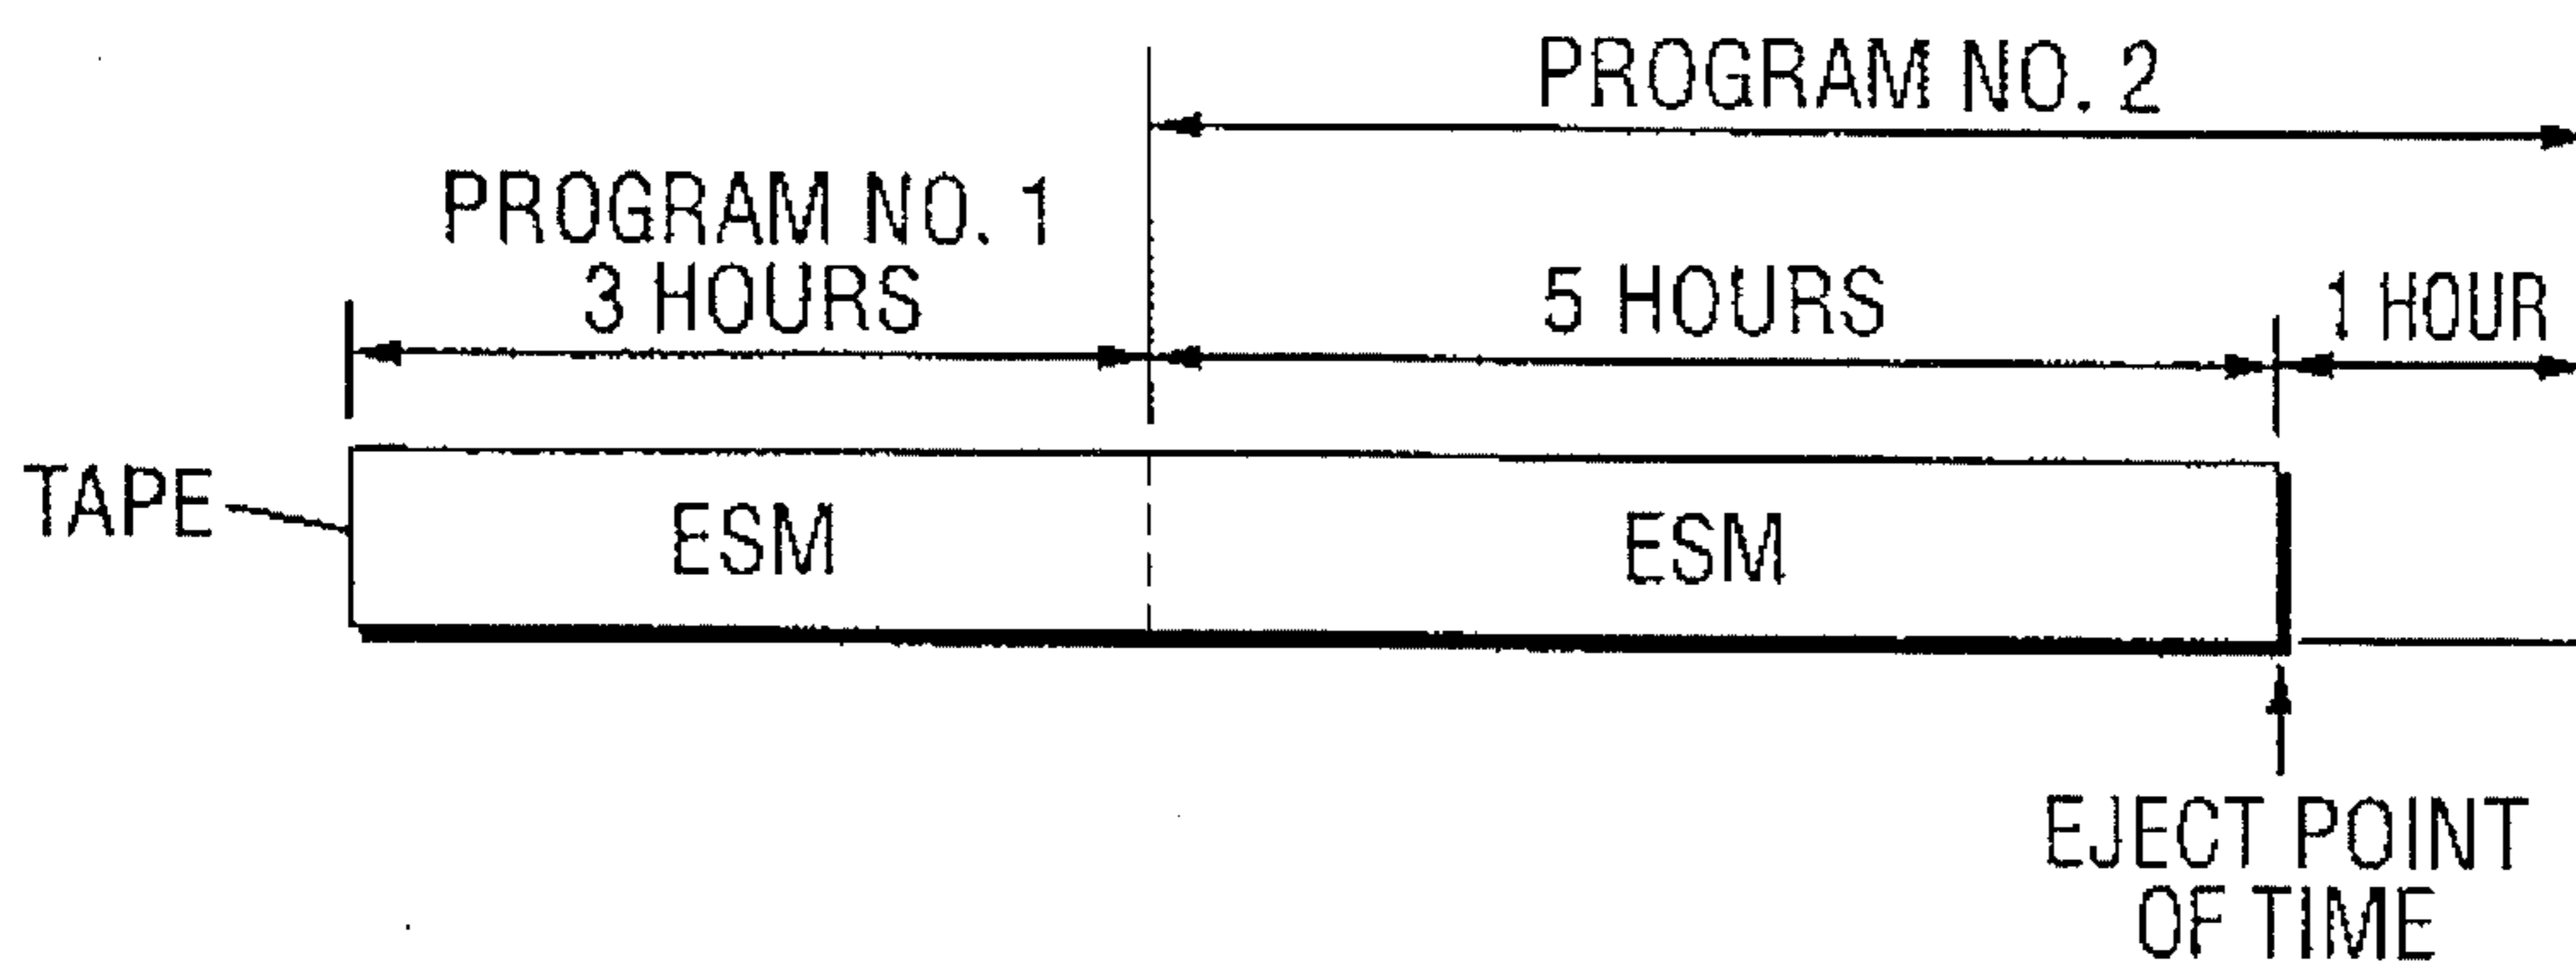 PROGRAM NO. 2
PROGRAM NO. 1
3 HOURS
5 HOURS
1 HOUR
TAPE
ESM
ESM
EJECT POINT
OF TIME